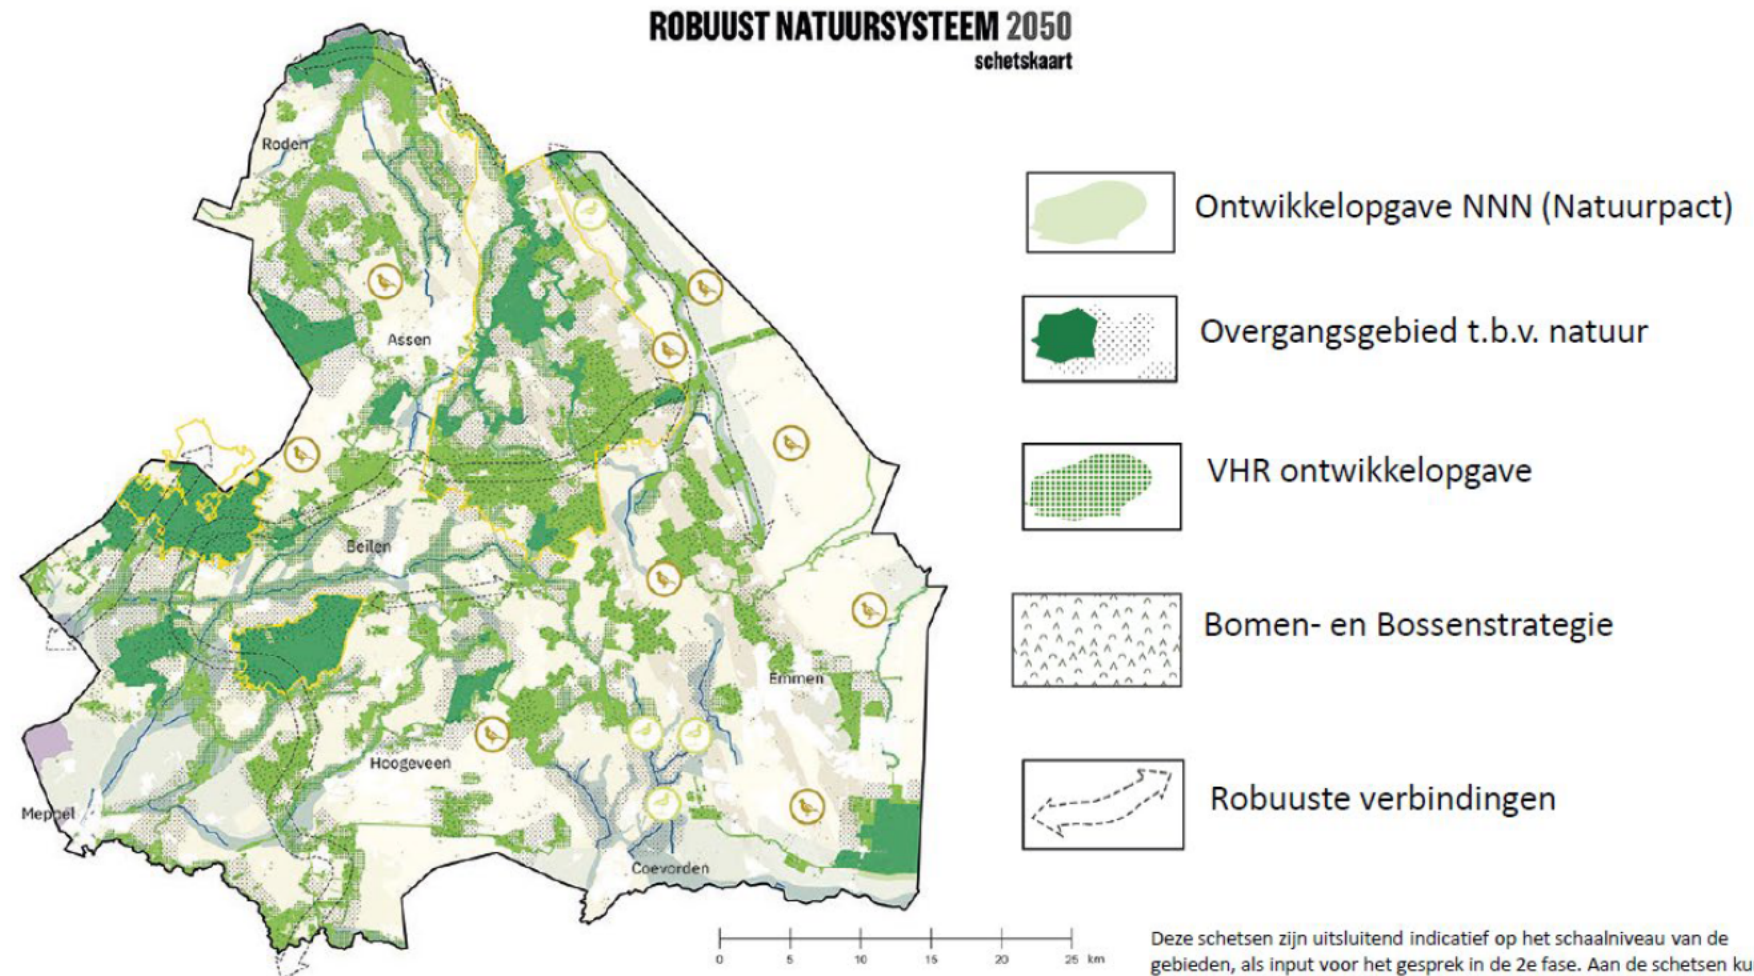 ROBUUST NATUURSYSTEEM 2050
schetskaart
Roden
Assen
Beilen
Emmen
Hoogeveen
Meppel
Coevorden
Ontwikkelopgave NNN (Natuurpact)
Overgangsgebied t.b.v. natuur
VHR ontwikkelopgave
Bomen- en Bossenstrategie
Robuuste verbindingen
0 5 10 15 20 25 km
Deze schetsen zijn uitsluitend indicatief op het schaalniveau van de
gebieden, als input voor het gesprek in de 2e fase. Aan de schetsen ku